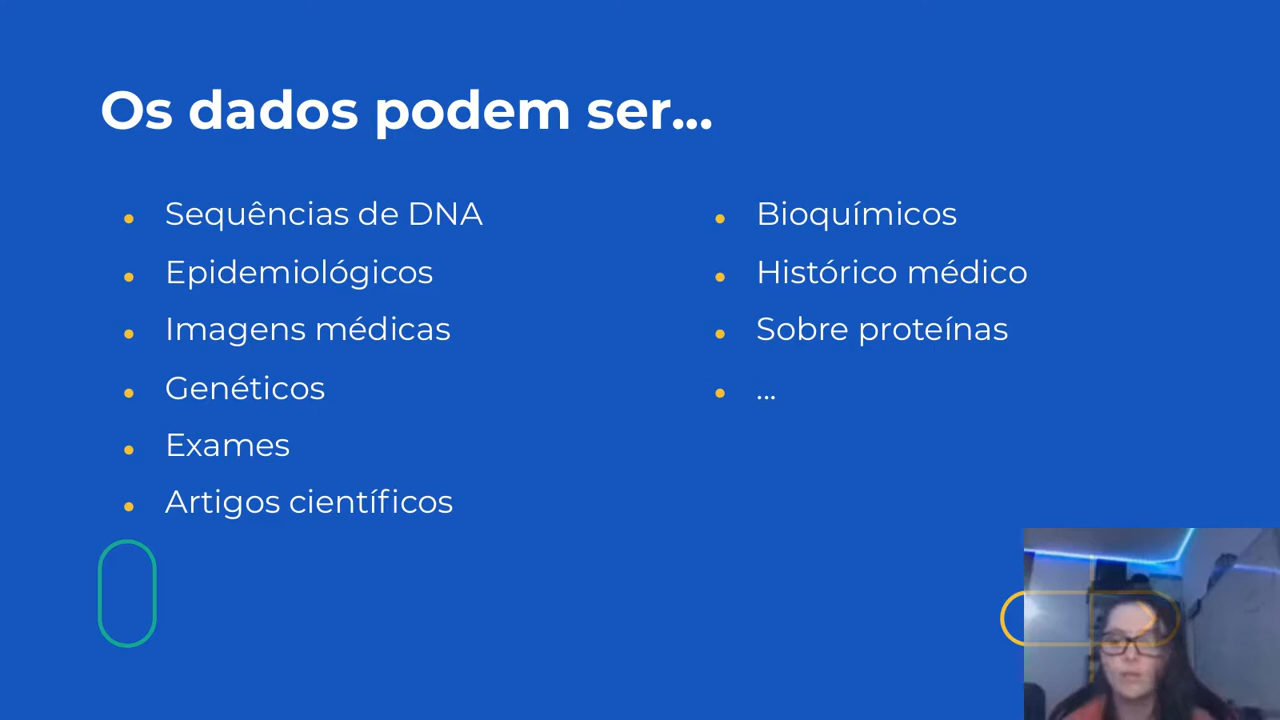 Os dados podem ser...
Sequências de DNA
Epidemiológicos
Imagens médicas
Genéticos
Exames
Artigos científicos
Bioquímicos
Histórico médico
Sobre proteínas
...